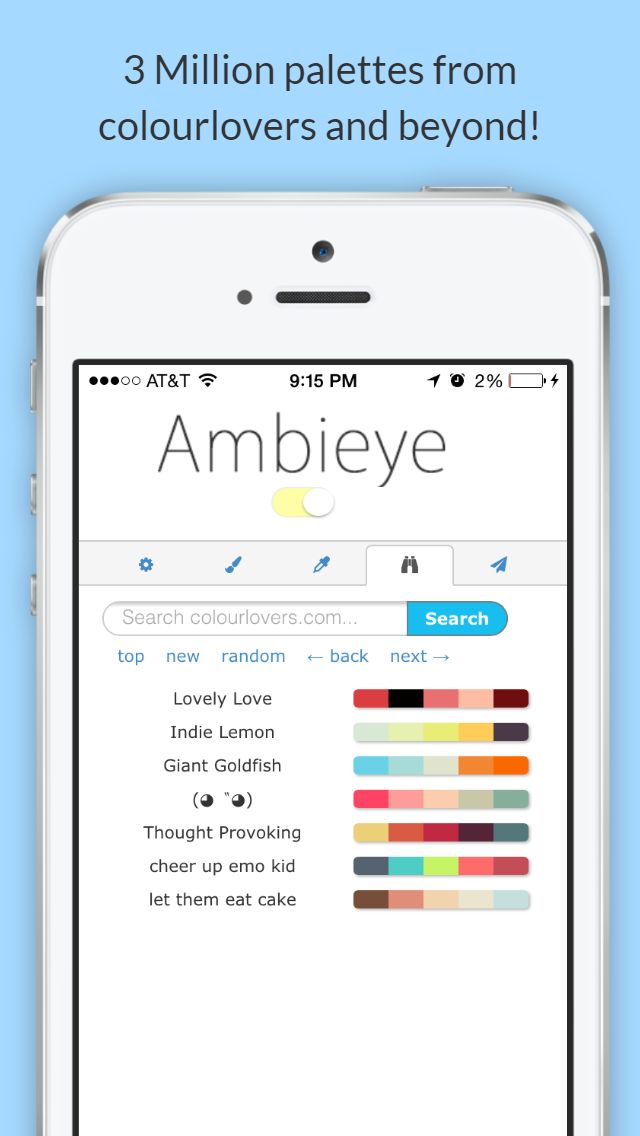 3 Million palettes from
colourlovers and beyond!
AT&T 9:15 PM 2%
Ambieye
Search colourlovers.com... Search
top new random ← back next →
Lovely Love
Indie Lemon
Giant Goldfish
(◕ ‶◕)
Thought Provoking
cheer up emo kid
let them eat cake